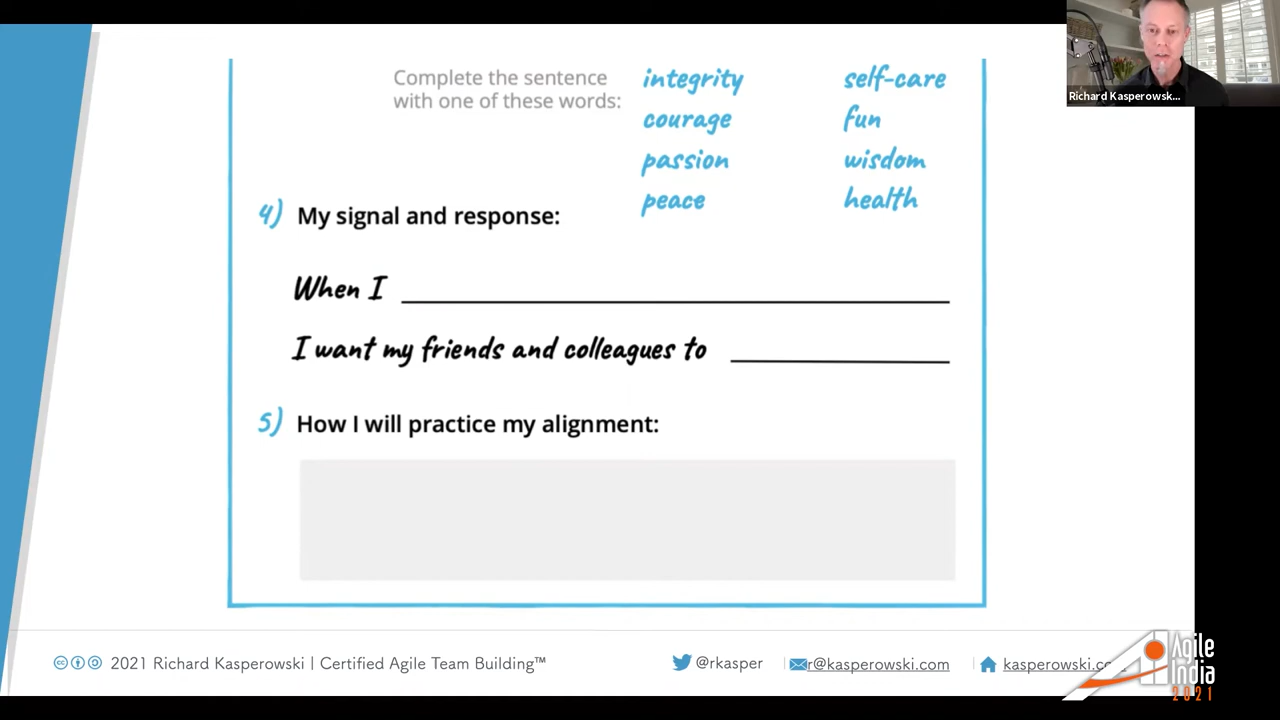 Richard Kasperowsk...
Complete the sentence
with one of these words:
integrity
courage
passion
peace
self-care
fun
wisdom
health
4) My signal and response:
When I
I want my friends and colleagues to
5) How I will practice my alignment:
2021 Richard Kasperowski | Certified Agile Team Building™
@rkasper
r@kasperowski.com
kasperowski.co
Agile
India
2021